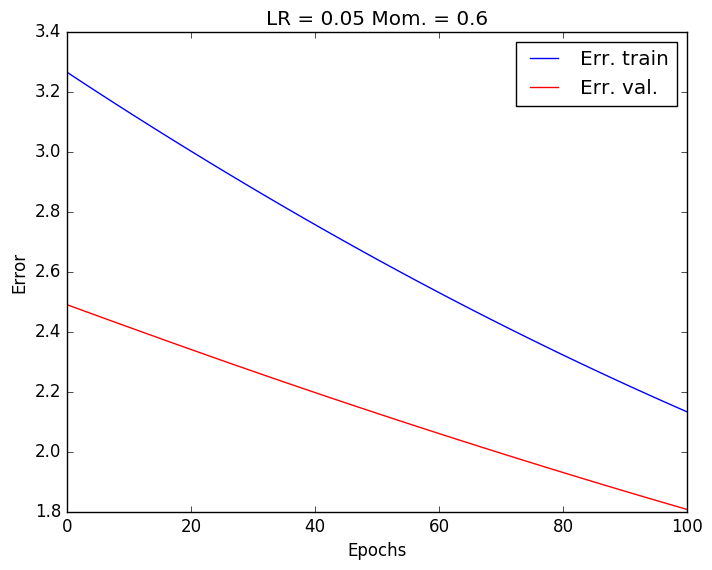 LR = 0.05 Mom. = 0.6
3.4
3.2
3.0
2.8
2.6
2.4
2.2
2.0
1.8
Error
Err. train
Err. val.
0 20 40 60 80 100
Epochs